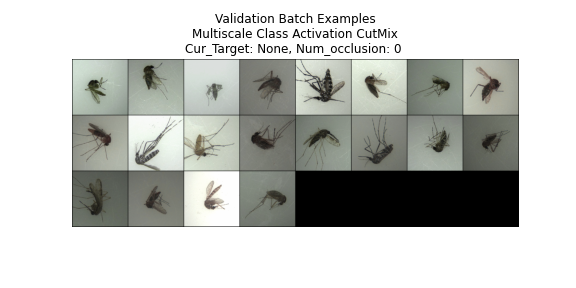 Validation Batch Examples
Multiscale Class Activation CutMix
Cur_Target: None, Num_occlusion: 0